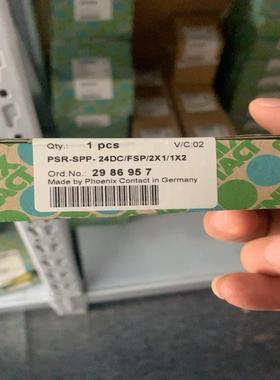 Qty.: 1 pcs V/C:02
PSR-SPP- 24DC/FSP/2X1/1X2
Ord.No.: 29 86 95 7
Made by Phoenix Contact in Germany